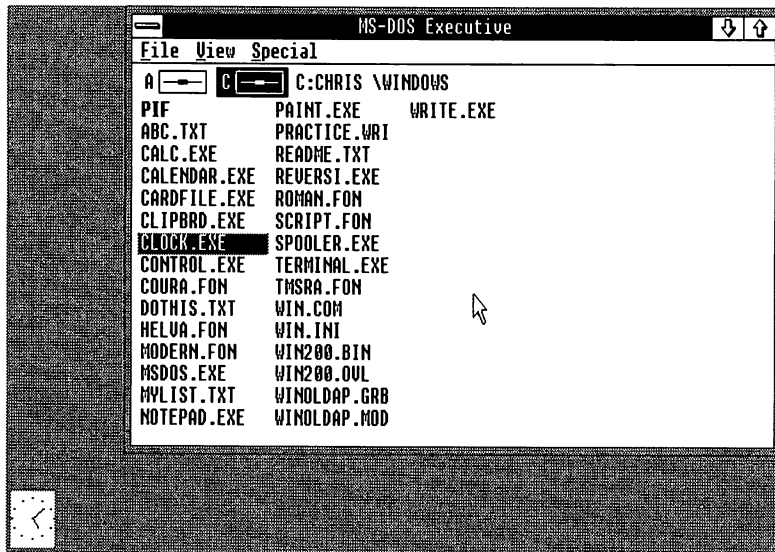 MS-DOS Executive
File View Special
A C C:CHRIS \WINDOWS
PIF PAINT.EXE WRITE.EXE
ABC.TXT PRACTICE.WRI
CALC.EXE README.TXT
CALENDAR.EXE REVERSI.EXE
CARDFILE.EXE ROMAN.FON
CLIPBRD.EXE SCRIPT.FON
CLOCK.EXE SPOOLER.EXE
CONTROL.EXE TERMINAL.EXE
COURA.FON TMSRA.FON
DOTHIS.TXT WIN.COM
HELVA.FON WIN.INI
MODERN.FON WIN200.BIN
MSDOS.EXE WIN200.OVL
MYLIST.TXT WINOLDAP.GRB
NOTEPAD.EXE WINOLDAP.MOD